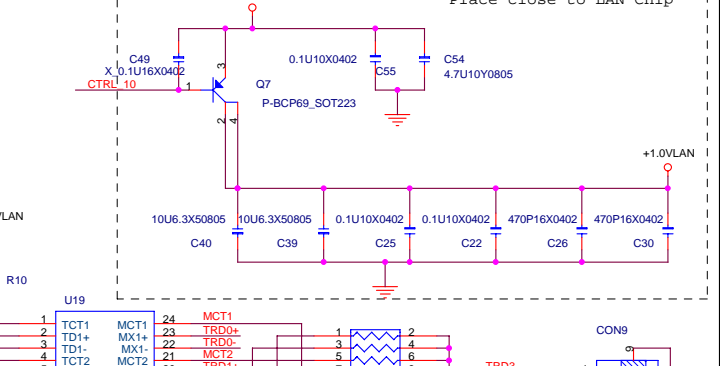 Place close to LAN Chip
C49
X_0.1U16X0402
CTRL_10
1
3
2
4
Q7
P-BCP69_SOT223
0.1U10X0402
C55
C54
4.7U10Y0805
+1.0VLAN
10U6.3X50805
C40
10U6.3X50805
C39
0.1U10X0402
C25
0.1U10X0402
C22
470P16X0402
C26
470P16X0402
C30
VLAN
R10
U19
1 TCT1 MCT1 24 MCT1
2 TD1+ MX1+ 23 TRD0+
3 TD1- MX1- 22 TRD0-
4 TCT2 MCT2 21 MCT2
TRD1+
1 2
3 4
5 6
TRD3-
CON9
9